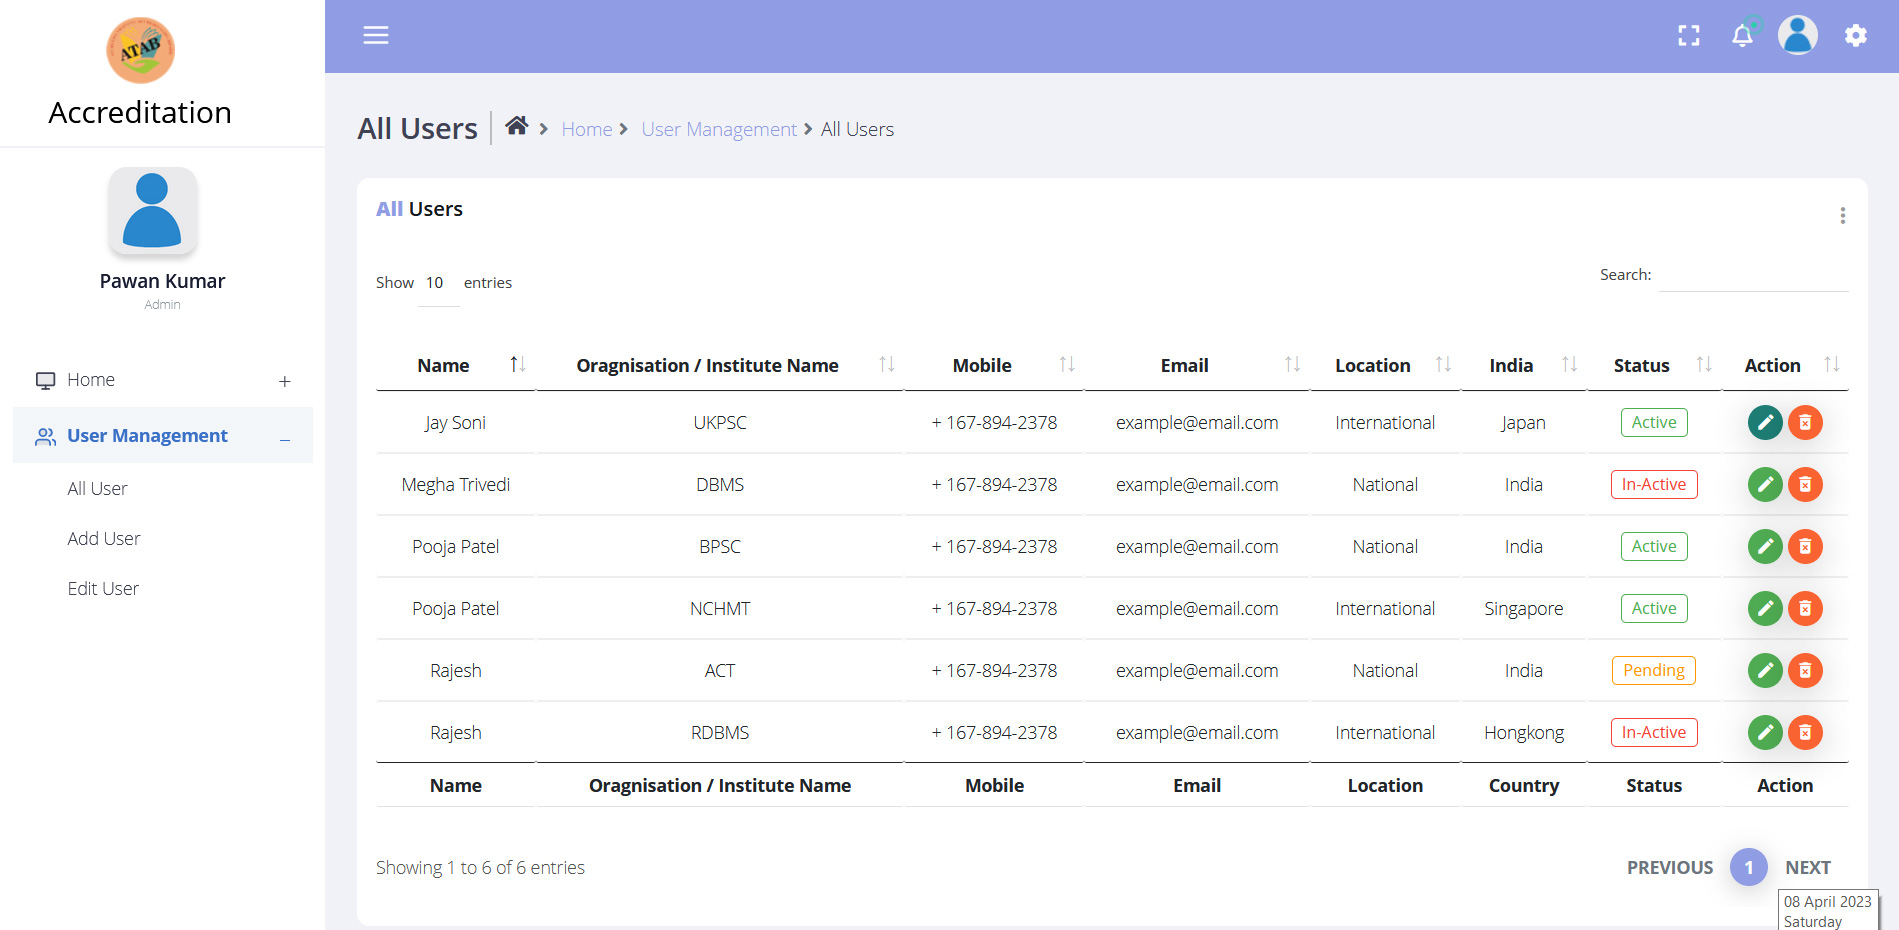 ATAB
Accreditation
Pawan Kumar
Admin
Home +
User Management _
All User
Add User
Edit User
All Users Home User Management All Users
All Users
Show 10 entries
Search:
Name Oragnisation / Institute Name Mobile Email Location India Status Action
Jay Soni UKPSC + 167-894-2378 example@email.com International Japan Active
Megha Trivedi DBMS + 167-894-2378 example@email.com National India In-Active
Pooja Patel BPSC + 167-894-2378 example@email.com National India Active
Pooja Patel NCHMT + 167-894-2378 example@email.com International Singapore Active
Rajesh ACT + 167-894-2378 example@email.com National India Pending
Rajesh RDBMS + 167-894-2378 example@email.com International Hongkong In-Active
Name Oragnisation / Institute Name Mobile Email Location Country Status Action
Showing 1 to 6 of 6 entries
PREVIOUS 1 NEXT
08 April 2023
Saturday